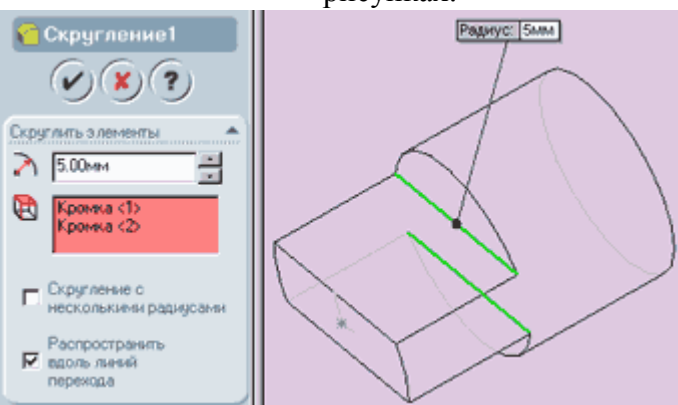 рисунках.
Скругление1
Радиус: 5мм
?
Скруглить элементы
5.00мм
Кромка <1>
Кромка <2>
Скругление с
несколькими радиусами
Распространить
вдоль линий
перехода